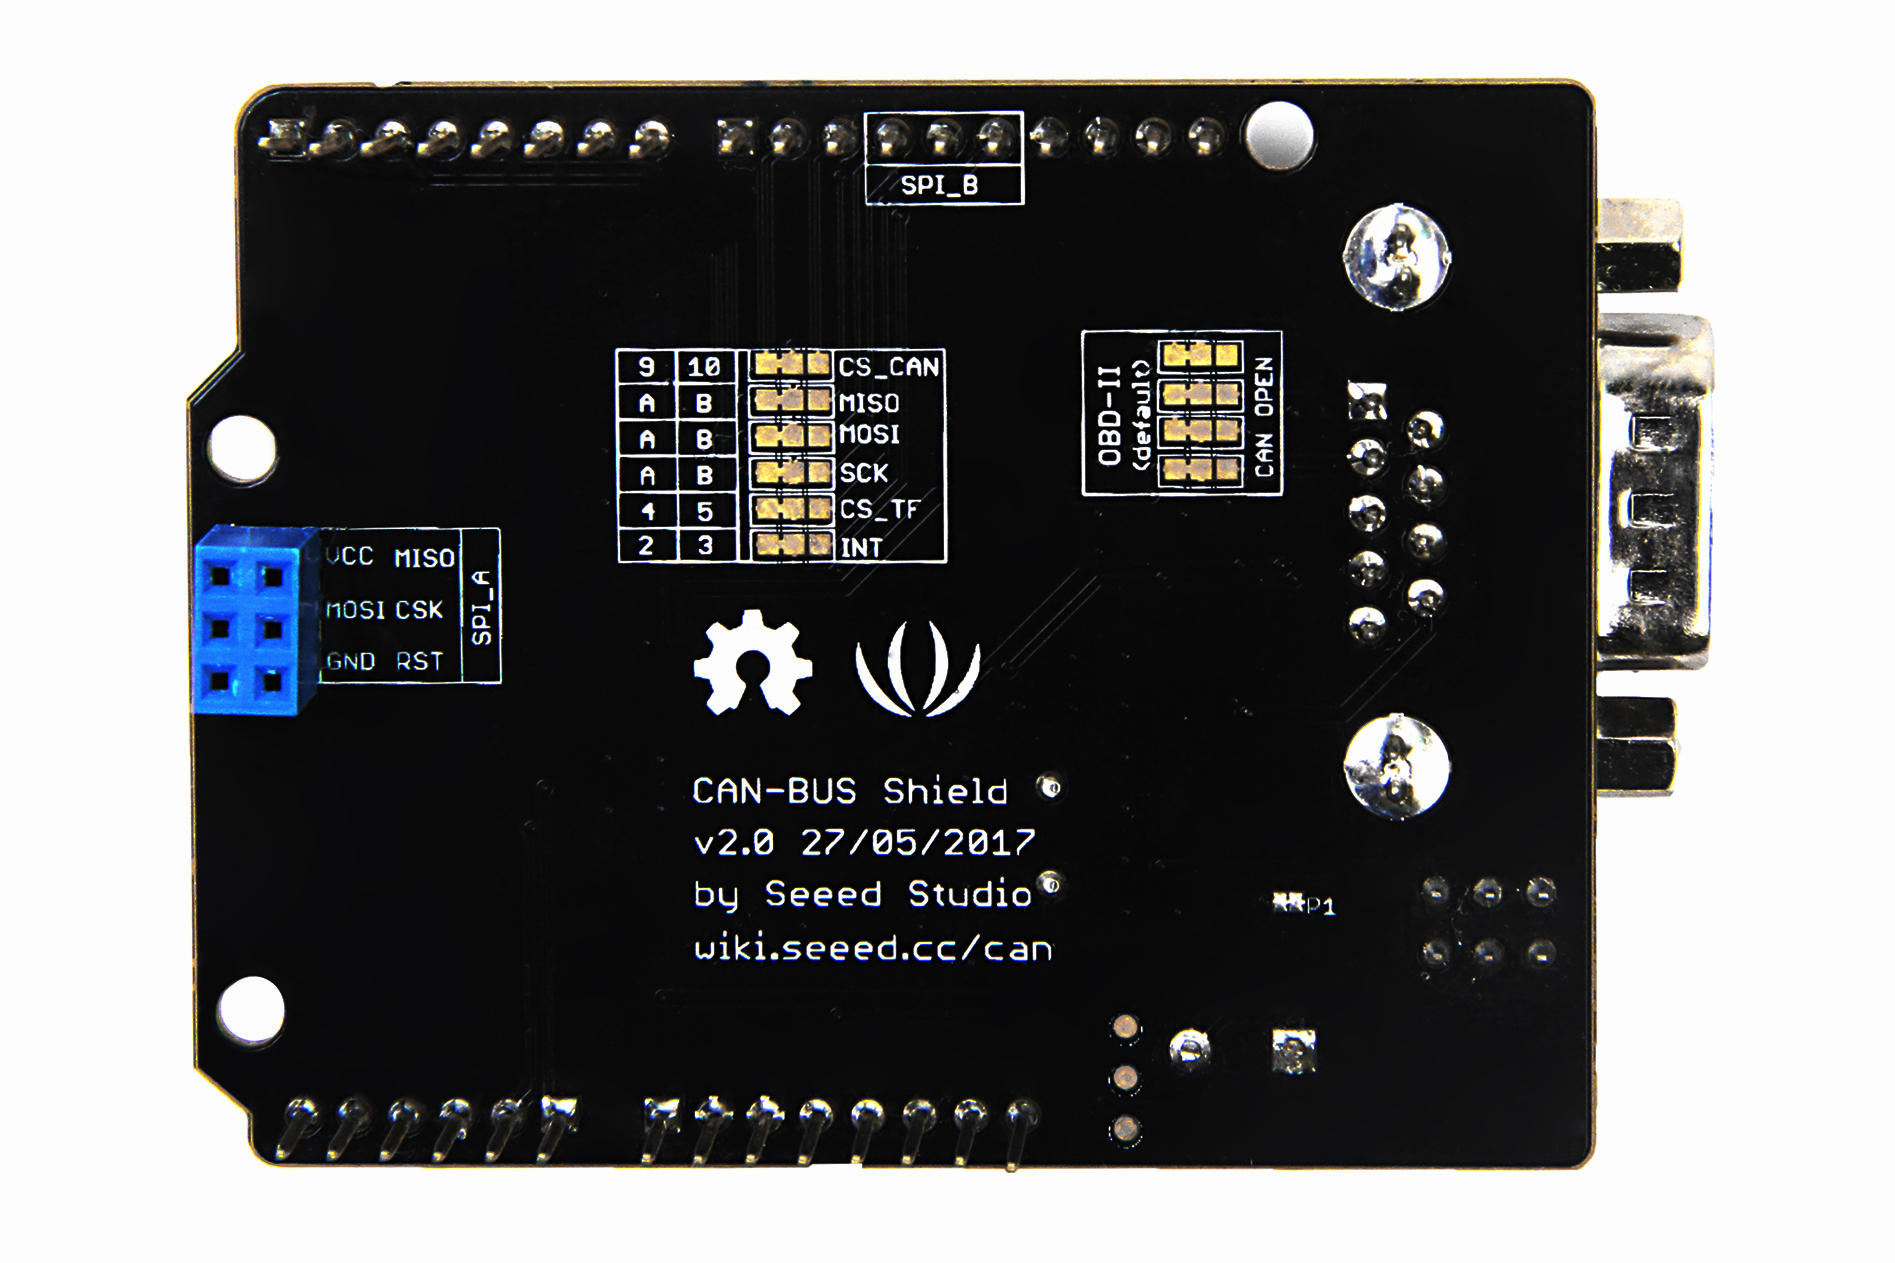 SPI_B
9 10 CS_CAN
A B MISO
A B MOSI
A B SCK
4 5 CS_TF
2 3 INT
OBD-II
(default)
CAN OPEN
VCC MISO
MOSI CSK
GND RST
SPI_A
CAN-BUS Shield
v2.0 27/05/2017
by Seeed Studio
wiki.seeed.cc/can
P1